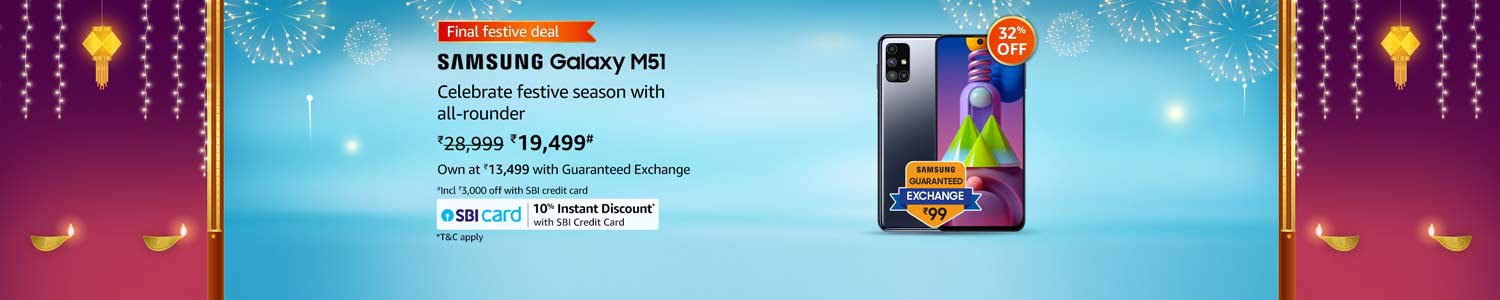 Final festive deal
SAMSUNG Galaxy M51
Celebrate festive season with
all-rounder
₹28,999 ₹19,499#
Own at ₹13,499 with Guaranteed Exchange
#Incl ₹3,000 off with SBI credit card
SBI card 10% Instant Discount*
with SBI Credit Card
*T&C apply
32%
OFF
SAMSUNG
GUARANTEED
EXCHANGE
₹99